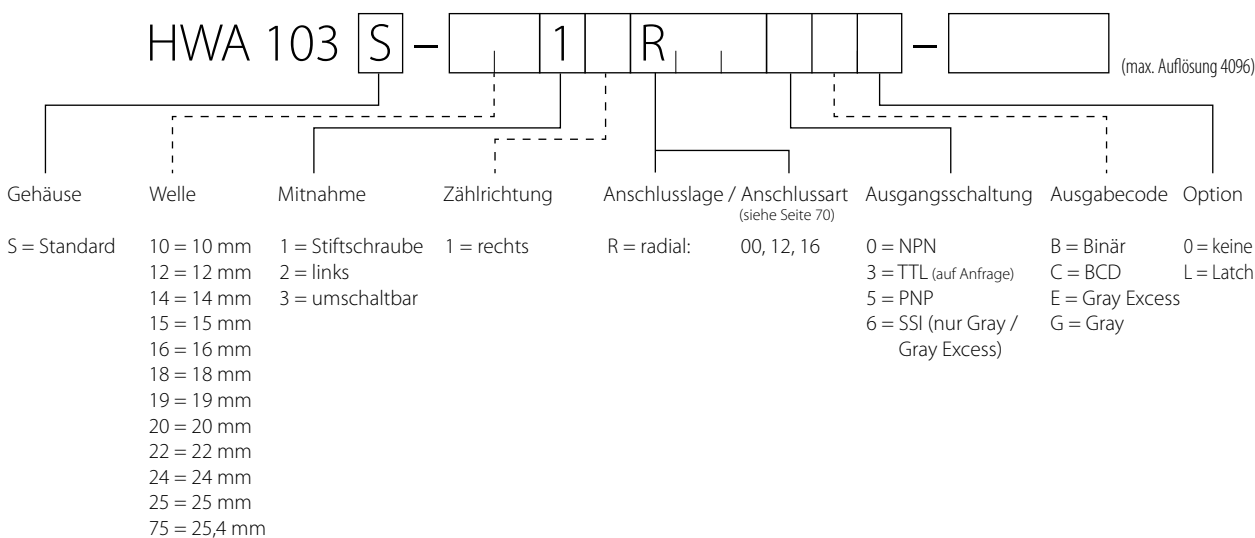 HWA 103 S – 1 R – (max. Auflösung 4096)
Gehäuse Welle Mitnahme Zählrichtung Anschlusslage / Anschlussart Ausgangsschaltung Ausgabecode Option
(siehe Seite 70)
S = Standard 10 = 10 mm 1 = Stiftschraube 1 = rechts R = radial: 00, 12, 16 0 = NPN B = Binär 0 = keine
12 = 12 mm 2 = links 3 = TTL (auf Anfrage) C = BCD L = Latch
14 = 14 mm 3 = umschaltbar 5 = PNP E = Gray Excess
15 = 15 mm 6 = SSI (nur Gray / G = Gray
16 = 16 mm Gray Excess)
18 = 18 mm
19 = 19 mm
20 = 20 mm
22 = 22 mm
24 = 24 mm
25 = 25 mm
75 = 25,4 mm